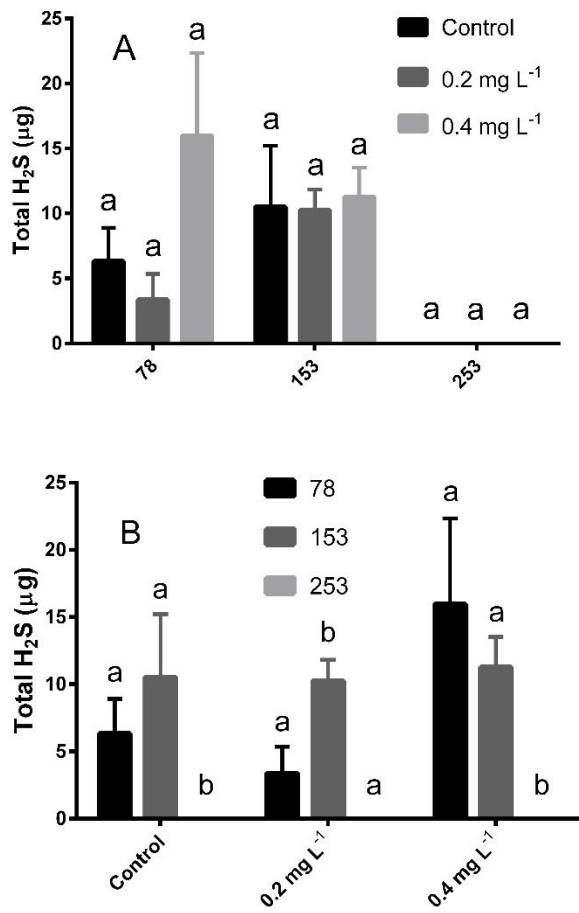 A
Control
0.2 mg L⁻¹
0.4 mg L⁻¹
Total H₂S (μg)
25
20
15
10
5
0
a a a
a a a
a a a
78 153 253
B
78
153
253
Total H₂S (μg)
25
20
15
10
5
0
a a b
a b a
a a b
Control 0.2 mg L⁻¹ 0.4 mg L⁻¹